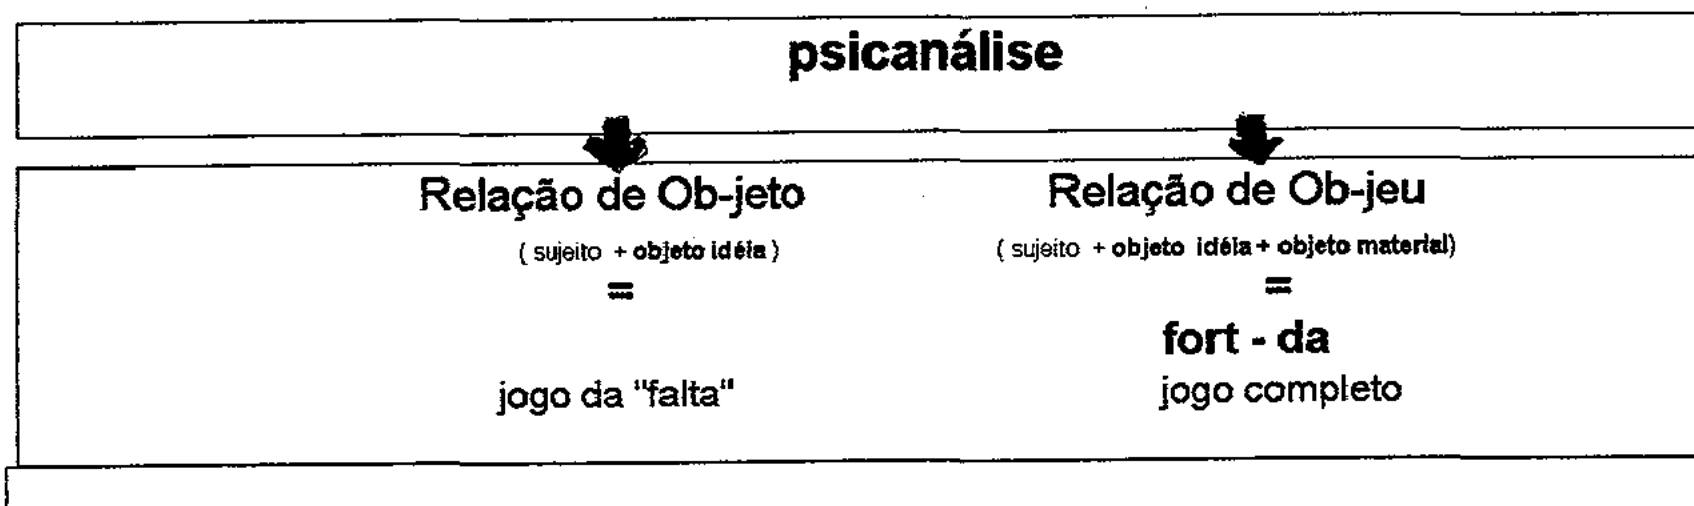 psicanálise
Relação de Ob-jeto
Relação de Ob-jeu
( sujeito + objeto idéia )
( sujeito + objeto idéia + objeto material)
=
=
fort - da
jogo da "falta"
jogo completo